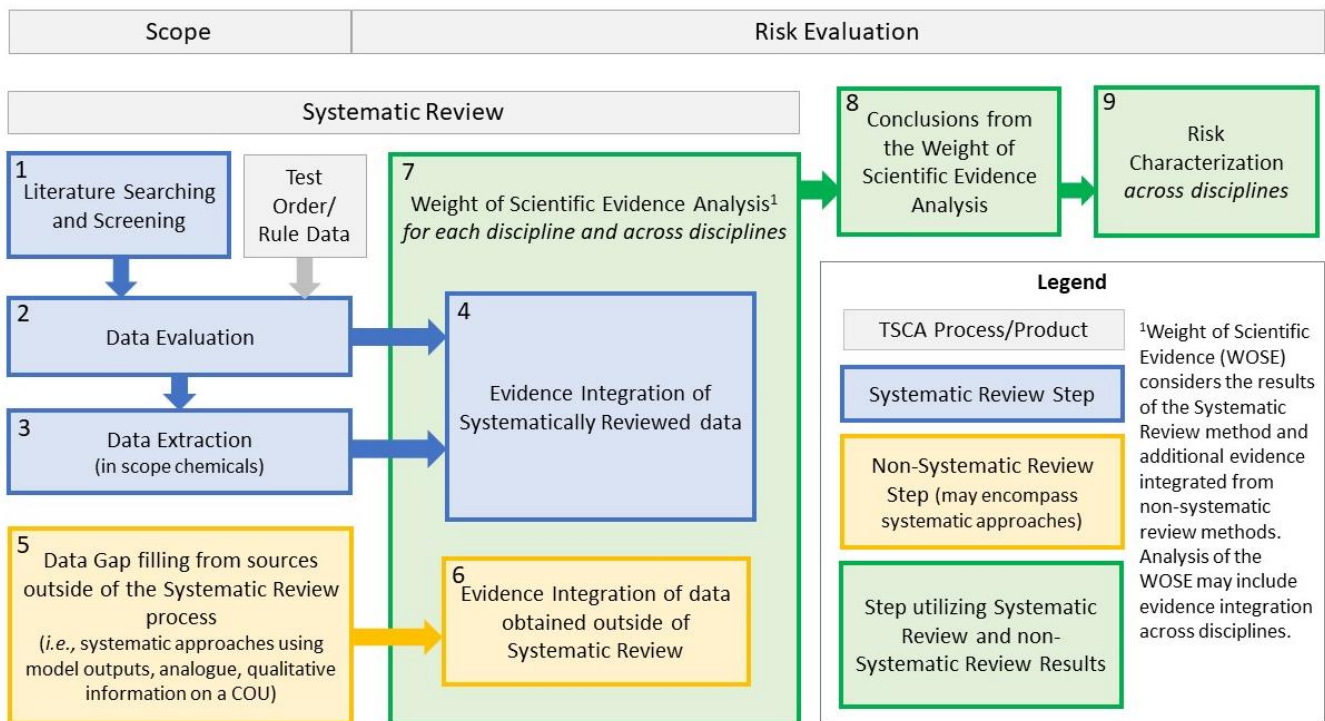 Scope
Risk Evaluation
Systematic Review
1
Literature Searching
and Screening
Test
Order/
Rule Data
2
Data Evaluation
3
Data Extraction
(in scope chemicals)
5
Data Gap filling from sources
outside of the Systematic Review
process
(i.e., systematic approaches using
model outputs, analogue, qualitative
information on a COU)
7
Weight of Scientific Evidence Analysis¹
for each discipline and across disciplines
4
Evidence Integration of
Systematically Reviewed data
6
Evidence Integration of data
obtained outside of
Systematic Review
8
Conclusions from
the Weight of
Scientific Evidence
Analysis
9
Risk
Characterization
across disciplines
Legend
TSCA Process/Product
Systematic Review Step
Non-Systematic Review
Step (may encompass
systematic approaches)
Step utilizing Systematic
Review and non-
Systematic Review Results
¹Weight of Scientific
Evidence (WOSE)
considers the results
of the Systematic
Review method and
additional evidence
integrated from
non-systematic
review methods.
Analysis of the
WOSE may include
evidence integration
across disciplines.